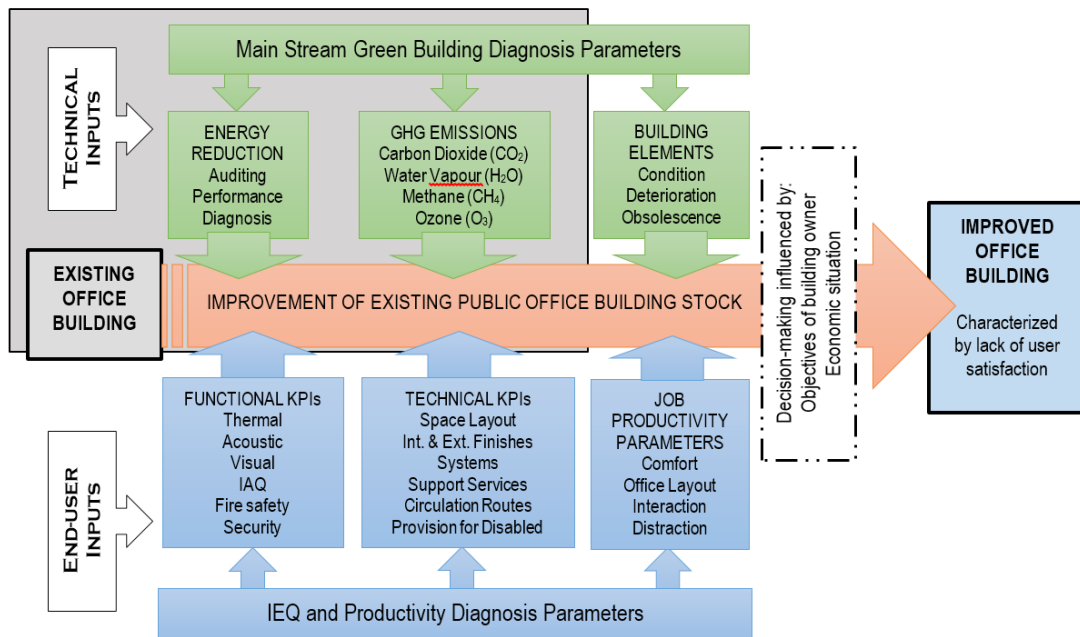 Main Stream Green Building Diagnosis Parameters
TECHNICAL
INPUTS
ENERGY
REDUCTION
Auditing
Performance
Diagnosis
GHG EMISSIONS
Carbon Dioxide (CO₂)
Water Vapour (H₂O)
Methane (CH₄)
Ozone (O₃)
BUILDING
ELEMENTS
Condition
Deterioration
Obsolescence
EXISTING
OFFICE
BUILDING
IMPROVEMENT OF EXISTING PUBLIC OFFICE BUILDING STOCK
Decision-making influenced by:
Objectives of building owner
Economic situation
IMPROVED
OFFICE
BUILDING
Characterized
by lack of user
satisfaction
END-USER
INPUTS
FUNCTIONAL KPIs
Thermal
Acoustic
Visual
IAQ
Fire safety
Security
TECHNICAL KPIs
Space Layout
Int. & Ext. Finishes
Systems
Support Services
Circulation Routes
Provision for Disabled
JOB
PRODUCTIVITY
PARAMETERS
Comfort
Office Layout
Interaction
Distraction
IEQ and Productivity Diagnosis Parameters